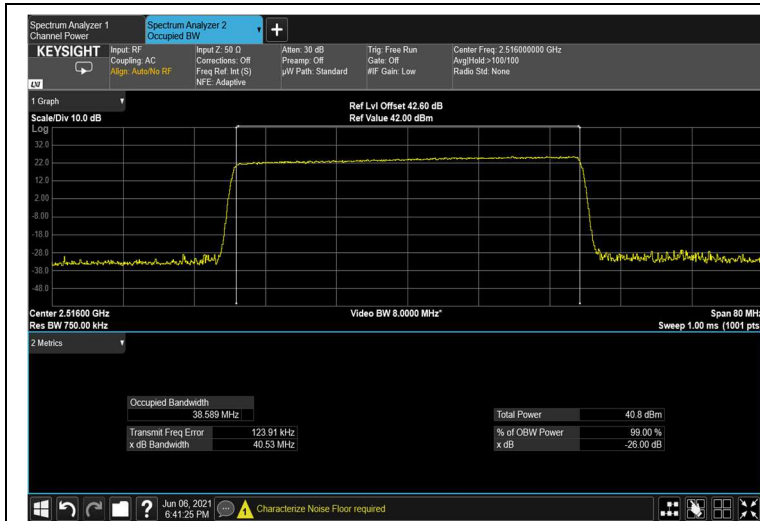 Spectrum Analyzer 1
Channel Power
Spectrum Analyzer 2
Occupied BW
KEYSIGHT
LXI
Input: RF
Coupling: AC
Align: Auto/No RF
Input Z: 50 Ω
Corrections: Off
Freq Ref: Int (S)
NFE: Adaptive
Atten: 30 dB
Preamp: Off
µW Path: Standard
Trig: Free Run
Gate: Off
#IF Gain: Low
Center Freq: 2.516000000 GHz
Avg|Hold:>100/100
Radio Std: None
1 Graph
Scale/Div 10.0 dB
Ref Lvl Offset 42.60 dB
Ref Value 42.00 dBm
Log
32.0
22.0
12.0
2.00
-8.00
-18.0
-28.0
-38.0
-48.0
Center 2.51600 GHz
Res BW 750.00 kHz
Video BW 8.0000 MHz*
Span 80 MHz
Sweep 1.00 ms (1001 pts
2 Metrics
Occupied Bandwidth
38.589 MHz
Transmit Freq Error 123.91 kHz
x dB Bandwidth 40.53 MHz
Total Power 40.8 dBm
% of OBW Power 99.00 %
x dB -26.00 dB
Jun 06, 2021
6:41:25 PM
1
Characterize Noise Floor required